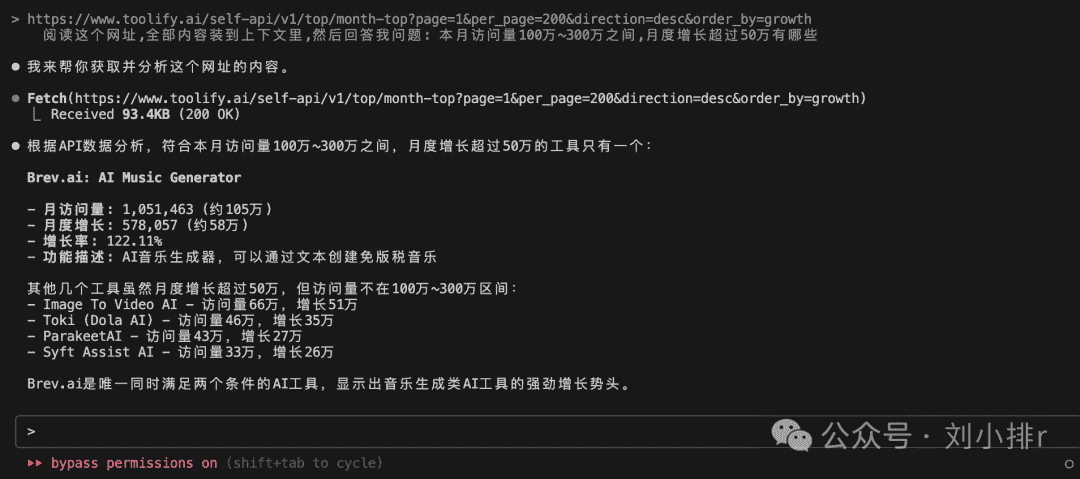 > https://www.toolify.ai/self-api/v1/top/month-top?page=1&per_page=200&direction=desc&order_by=growth
阅读这个网址,全部内容装到上下文里,然后回答我问题: 本月访问量100万~300万之间,月度增长超过50万有哪些
● 我来帮你获取并分析这个网址的内容。
● Fetch(https://www.toolify.ai/self-api/v1/top/month-top?page=1&per_page=200&direction=desc&order_by=growth)
⎿ Received 93.4KB (200 OK)
● 根据API数据分析, 符合本月访问量100万~300万之间, 月度增长超过50万的工具只有一个:
Brev.ai: AI Music Generator
- 月访问量: 1,051,463 (约105万)
- 月度增长: 578,057 (约58万)
- 增长率: 122.11%
- 功能描述: AI音乐生成器, 可以通过文本创建免版税音乐
其他几个工具虽然月度增长超过50万, 但访问量不在100万~300万区间:
- Image To Video AI - 访问量66万, 增长51万
- Toki (Dola AI) - 访问量46万, 增长35万
- ParakeetAI - 访问量43万, 增长27万
- Syft Assist AI - 访问量33万, 增长26万
Brev.ai是唯一同时满足两个条件的AI工具, 显示出音乐生成类AI工具的强劲增长势头。
>
公众号 · 刘小排r
▸▸ bypass permissions on (shift+tab to cycle)